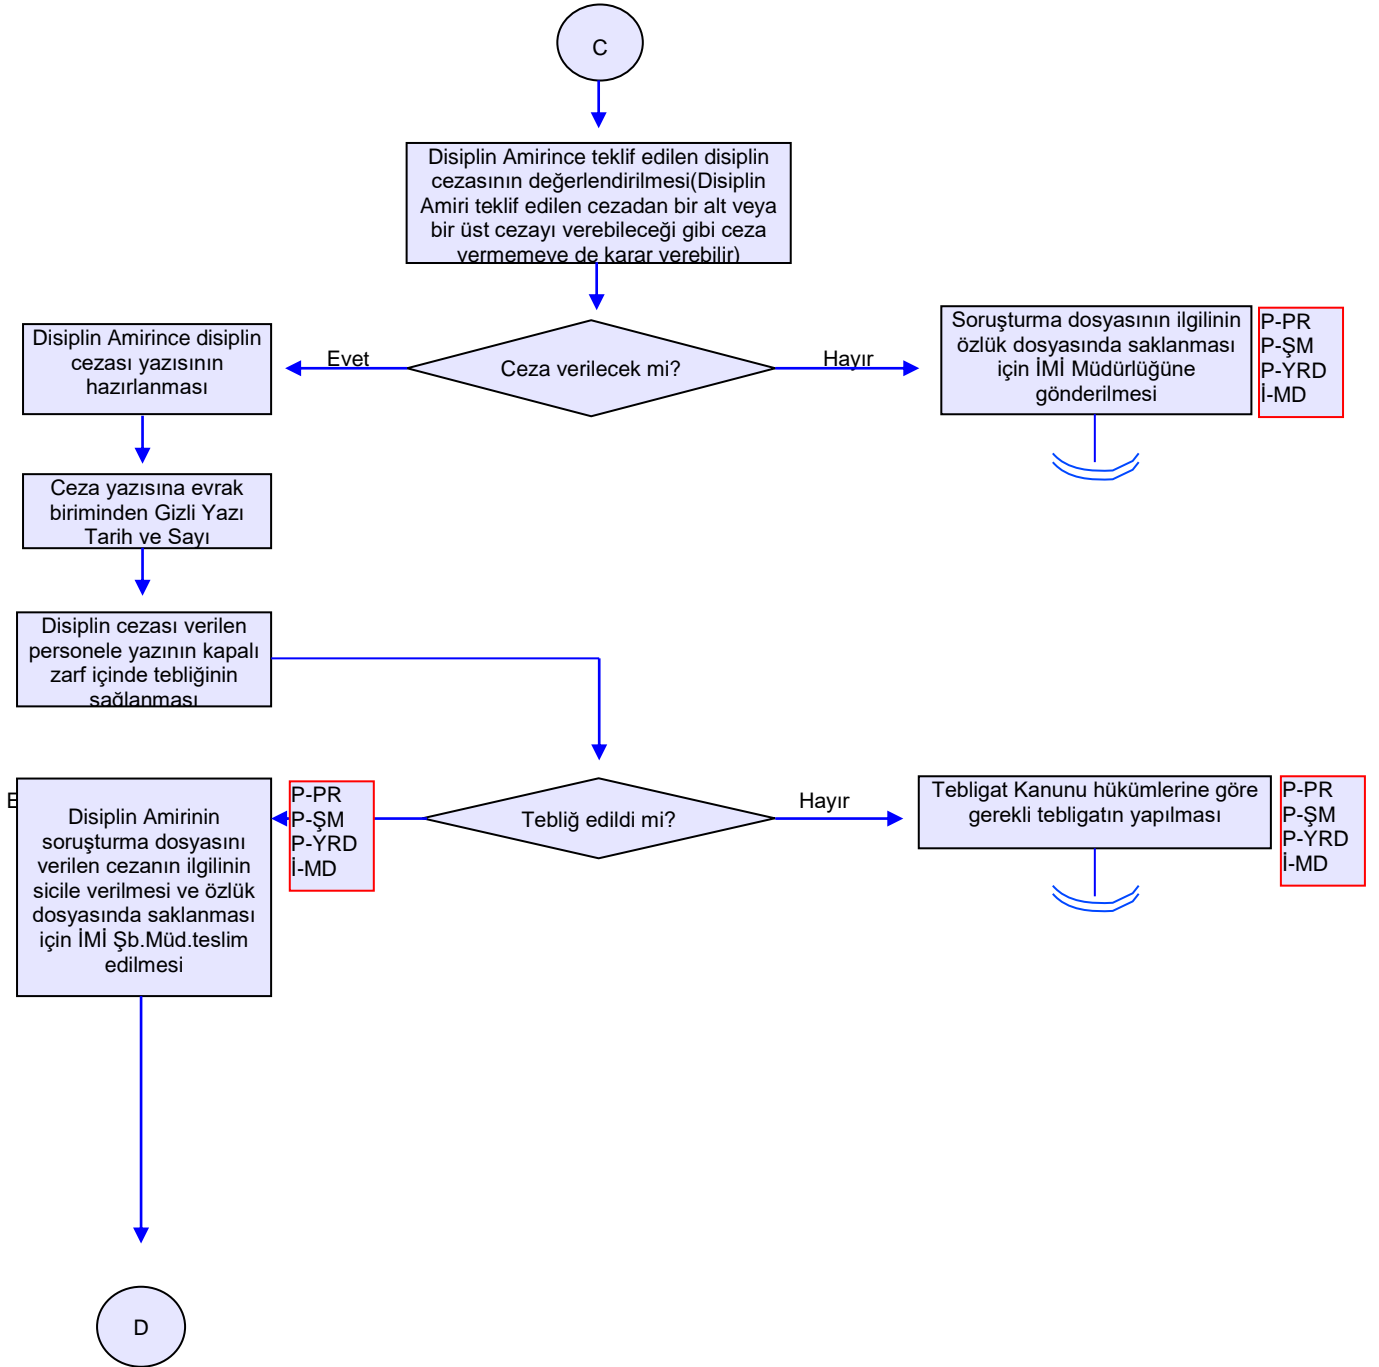 C
Disiplin Amirince teklif edilen disiplin
cezasının değerlendirilmesi(Disiplin
Amiri teklif edilen cezadan bir alt veya
bir üst cezayı verebileceği gibi ceza
vermemeye de karar verebilir)
Ceza verilecek mi?
Evet
Hayır
Disiplin Amirince disiplin
cezası yazısının
hazırlanması
Soruşturma dosyasının ilgilinin
özlük dosyasında saklanması
için İMİ Müdürlüğüne
gönderilmesi
P-PR
P-ŞM
P-YRD
İ-MD
Ceza yazısına evrak
biriminden Gizli Yazı
Tarih ve Sayı
Disiplin cezası verilen
personele yazının kapalı
zarf içinde tebliğinin
sağlanması
Tebliğ edildi mi?
E
Hayır
Disiplin Amirinin
soruşturma dosyasını
verilen cezanın ilgilinin
sicile verilmesi ve özlük
dosyasında saklanması
için İMİ Şb.Müd.teslim
edilmesi
P-PR
P-ŞM
P-YRD
İ-MD
Tebligat Kanunu hükümlerine göre
gerekli tebligatın yapılması
P-PR
P-ŞM
P-YRD
İ-MD
D